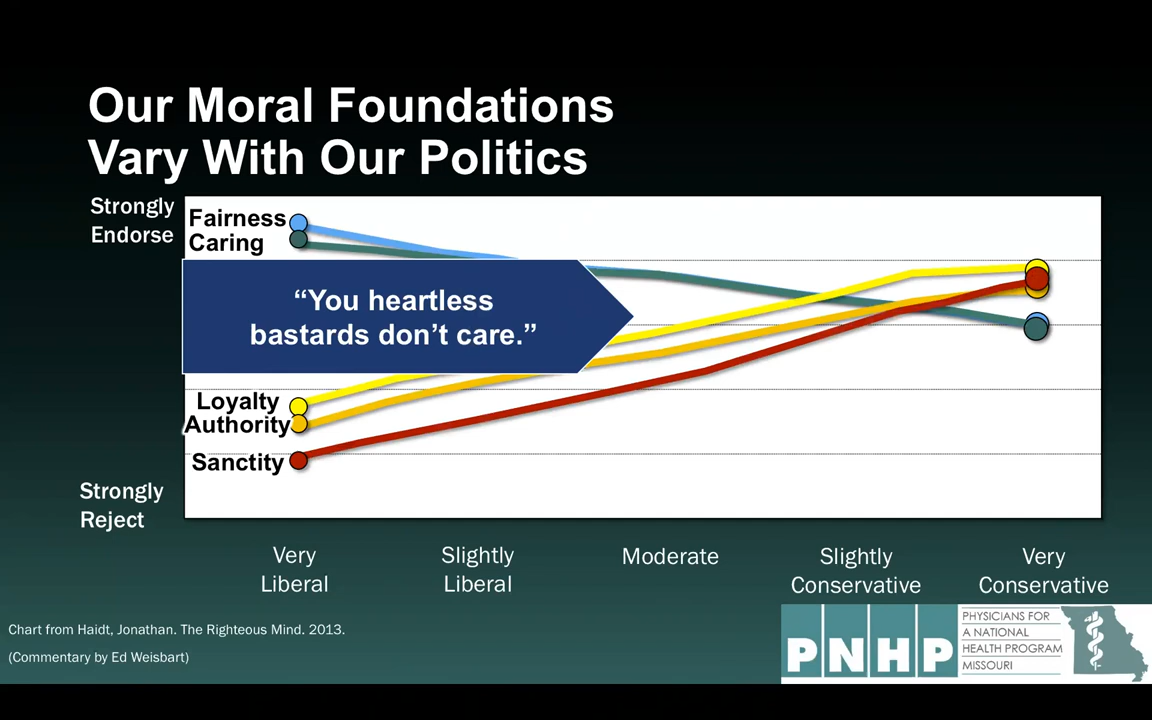 Our Moral Foundations
Vary With Our Politics
Strongly
Endorse
Fairness
Caring
“You heartless
bastards don’t care.”
Loyalty
Authority
Sanctity
Strongly
Reject
Very
Liberal
Slightly
Liberal
Moderate
Slightly
Conservative
Very
Conservative
Chart from Haidt, Jonathan. The Righteous Mind. 2013.
(Commentary by Ed Weisbart)
PNHP
PHYSICIANS FOR
A NATIONAL
HEALTH PROGRAM
MISSOURI